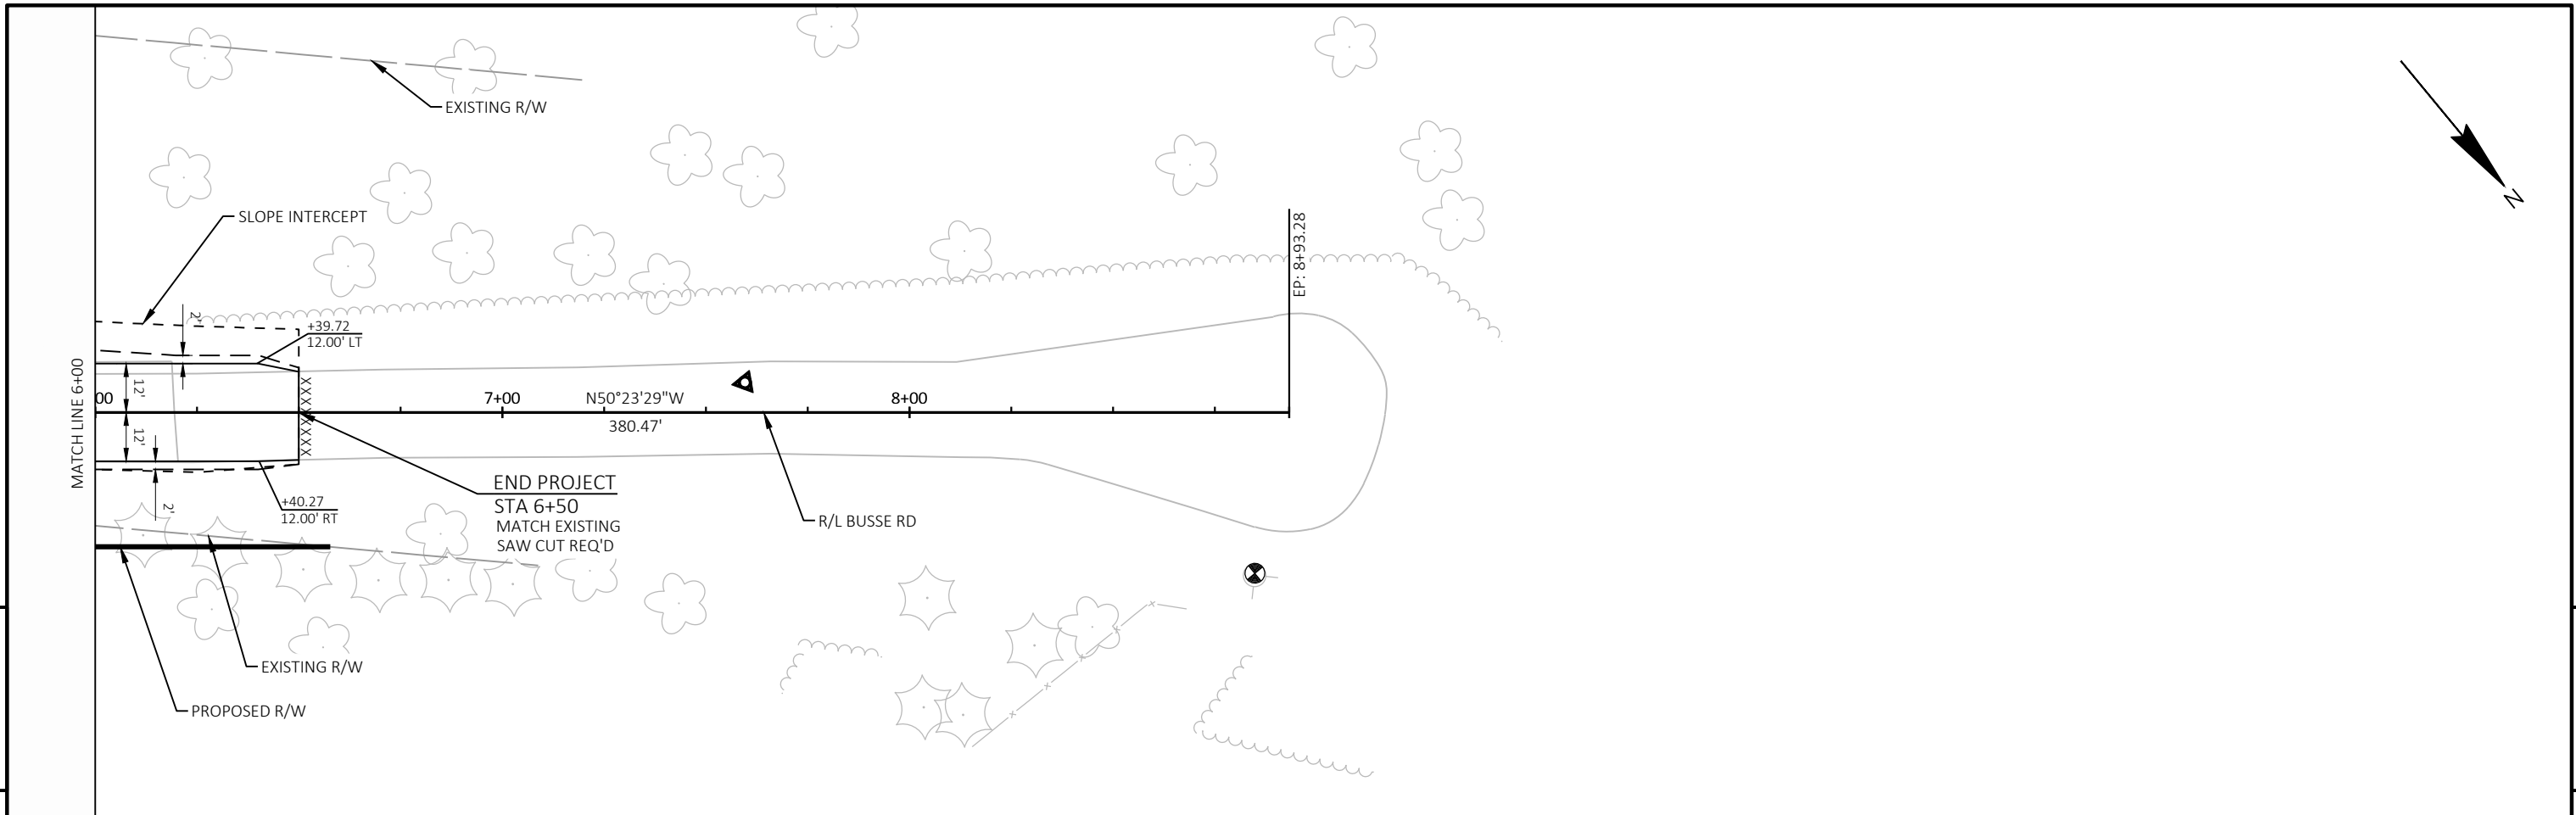 EXISTING R/W
N
SLOPE INTERCEPT
EP: 8+93.28
2'
+39.72
12.00' LT
MATCH LINE 6+00
12'
00
7+00
N50°23'29"W
8+00
XXXXXXXX
12'
380.47'
END PROJECT
STA 6+50
MATCH EXISTING
SAW CUT REQ'D
+40.27
12.00' RT
2'
R/L BUSSE RD
EXISTING R/W
PROPOSED R/W